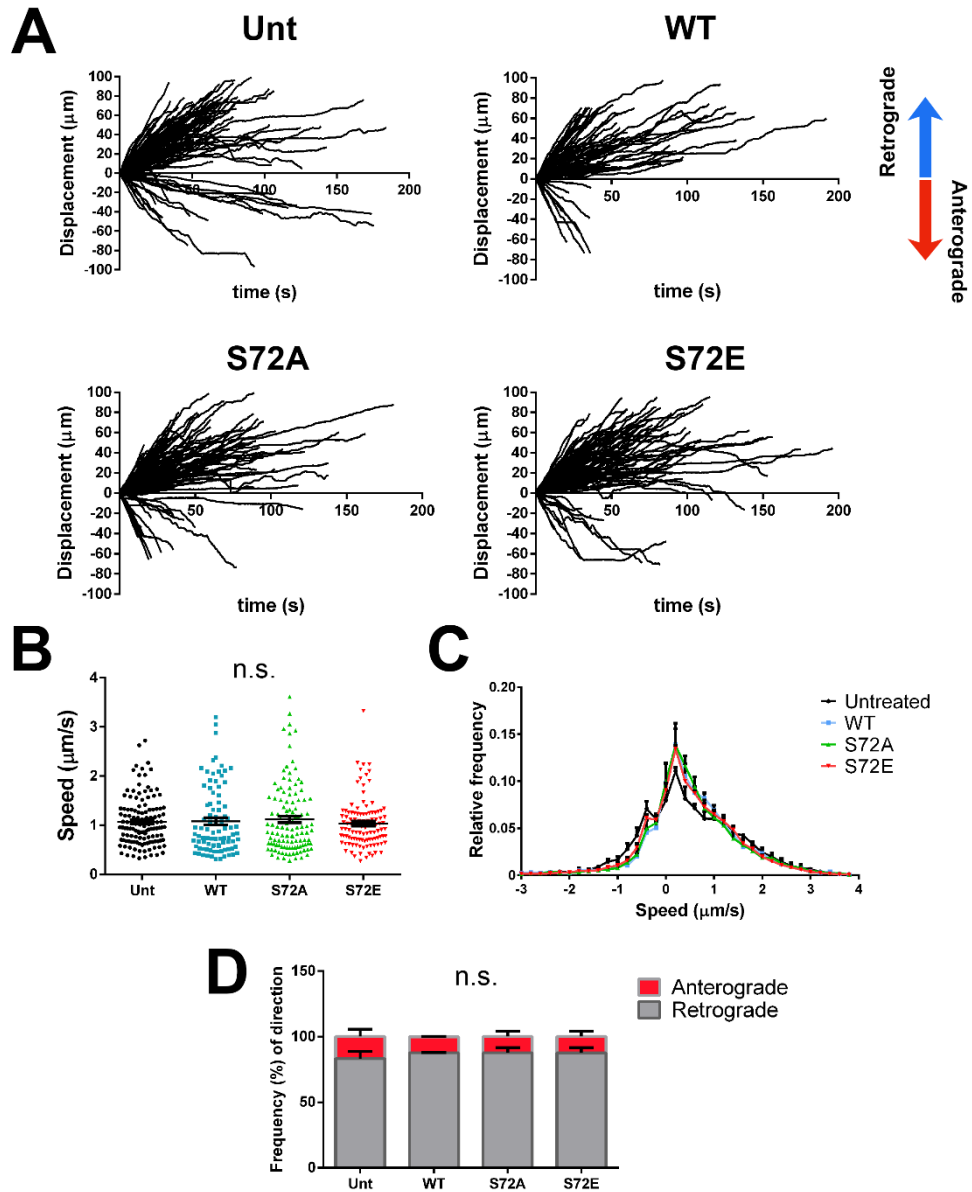 A
Unt
WT
Displacement (μm)
100
80
60
40
20
0
-20
-40
-60
-80
-100
50
100
150
200
time (s)
Displacement (μm)
100
80
60
40
20
0
-20
-40
-60
-80
-100
50
100
150
200
time (s)
Retrograde
Anterograde
S72A
S72E
Displacement (μm)
100
80
60
40
20
0
-20
-40
-60
-80
-100
50
100
150
200
time (s)
Displacement (μm)
100
80
60
40
20
0
-20
-40
-60
-80
-100
50
100
150
200
time (s)
B
n.s.
Speed (μm/s)
4
3
2
1
0
Unt
WT
S72A
S72E
C
Relative frequency
0.20
0.15
0.10
0.05
0.00
-3
-2
-1
0
1
2
3
4
Speed (μm/s)
Untreated
WT
S72A
S72E
D
n.s.
Frequency (%) of direction
150
100
50
0
Unt
WT
S72A
S72E
Anterograde
Retrograde